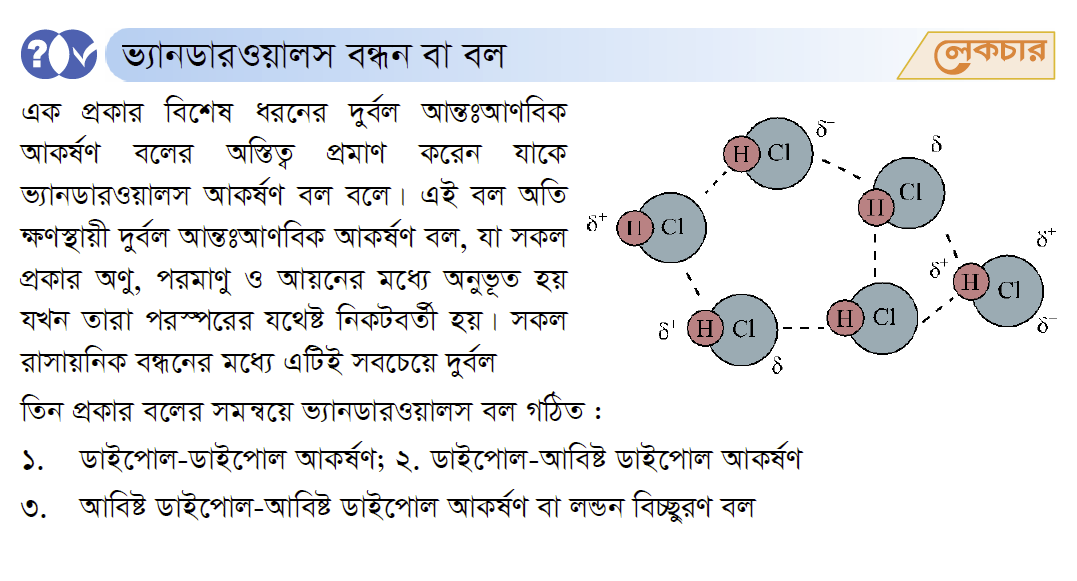 ভ্যানডারওয়ালস বন্ধন বা বল
লেকচার
এক প্রকার বিশেষ ধরনের দুর্বল আন্তঃআণবিক
আকর্ষণ বলের অস্তিত্ব প্রমাণ করেন যাকে
ভ্যানডারওয়ালস আকর্ষণ বল বলে। এই বল অতি
ক্ষণস্থায়ী দুর্বল আন্তঃআণবিক আকর্ষণ বল, যা সকল
প্রকার অণু, পরমাণু ও আয়নের মধ্যে অনুভূত হয়
যখন তারা পরস্পরের যথেষ্ট নিকটবর্তী হয়। সকল
রাসায়নিক বন্ধনের মধ্যে এটিই সবচেয়ে দুর্বল
H Cl δ−
H Cl δ
δ+ H Cl
δ+ H Cl δ+ δ−
H Cl
δ+ H Cl δ
তিন প্রকার বলের সমন্বয়ে ভ্যানডারওয়ালস বল গঠিত :
১. ডাইপোল-ডাইপোল আকর্ষণ; ২. ডাইপোল-আবিষ্ট ডাইপোল আকর্ষণ
৩. আবিষ্ট ডাইপোল-আবিষ্ট ডাইপোল আকর্ষণ বা লন্ডন বিচ্ছুরণ বল